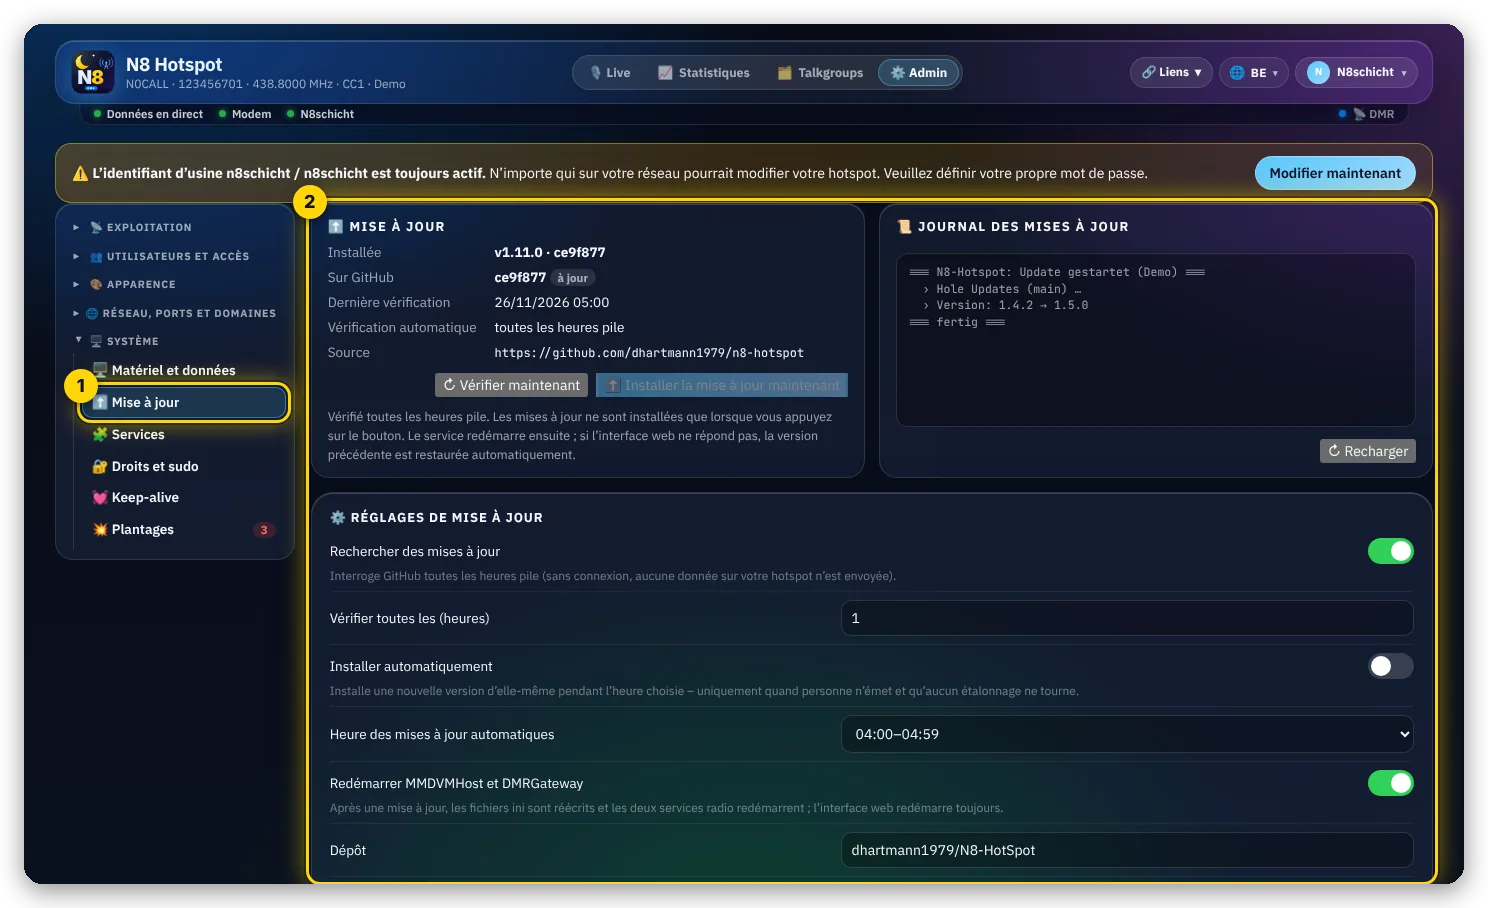 N8 Hotspot
N0CALL · 123456701 · 438.8000 MHz · CC1 · Demo
Live
Statistiques
Talkgroups
Admin
Liens ▾
BE ▾
N
N8schicht ▾
Données en direct
Modem
N8schicht
DMR
L’identifiant d’usine n8schicht / n8schicht est toujours actif. N’importe qui sur votre réseau pourrait modifier votre hotspot. Veuillez définir votre propre mot de passe.
Modifier maintenant
EXPLOITATION
UTILISATEURS ET ACCÈS
APPARENCE
RÉSEAU, PORTS ET DOMAINES
SYSTÈME
Matériel et données
1
Mise à jour
Services
Droits et sudo
Keep-alive
Plantages
3
2
MISE À JOUR
Installée
v1.11.0 · ce9f877
Sur GitHub
ce9f877 à jour
Dernière vérification
26/11/2026 05:00
Vérification automatique
toutes les heures pile
Source
https://github.com/dhartmann1979/n8-hotspot
↻ Vérifier maintenant
Installer la mise à jour maintenant
Vérifié toutes les heures pile. Les mises à jour ne sont installées que lorsque vous appuyez
sur le bouton. Le service redémarre ensuite ; si l’interface web ne répond pas, la version
précédente est restaurée automatiquement.
JOURNAL DES MISES À JOUR
=== N8-Hotspot: Update gestartet (Demo) ===
› Hole Updates (main) …
› Version: 1.4.2 → 1.5.0
=== fertig ===
↻ Recharger
RÉGLAGES DE MISE À JOUR
Rechercher des mises à jour
Interroge GitHub toutes les heures pile (sans connexion, aucune donnée sur votre hotspot n’est envoyée).
Vérifier toutes les (heures)
1
Installer automatiquement
Installe une nouvelle version d’elle-même pendant l’heure choisie – uniquement quand personne n’émet et qu’aucun étalonnage ne tourne.
Heure des mises à jour automatiques
04:00–04:59
Redémarrer MMDVMHost et DMRGateway
Après une mise à jour, les fichiers ini sont réécrits et les deux services radio redémarrent ; l’interface web redémarre toujours.
Dépôt
dhartmann1979/N8-HotSpot